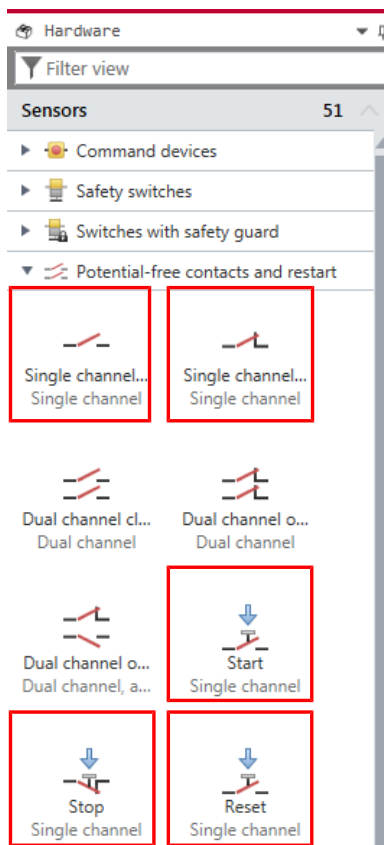 Hardware
Filter view
Sensors 51
Command devices
Safety switches
Switches with safety guard
Potential-free contacts and restart
Single channel... Single channel...
Single channel Single channel
Dual channel cl... Dual channel o...
Dual channel Dual channel
Dual channel o... Start
Dual channel, a... Single channel
Stop Reset
Single channel Single channel